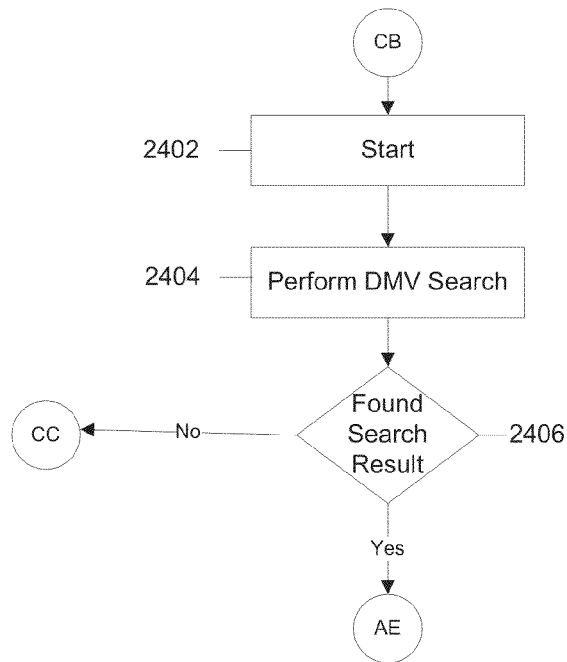 CB
2402
Start
2404
Perform DMV Search
Found
Search
Result
2406
No
CC
Yes
AE